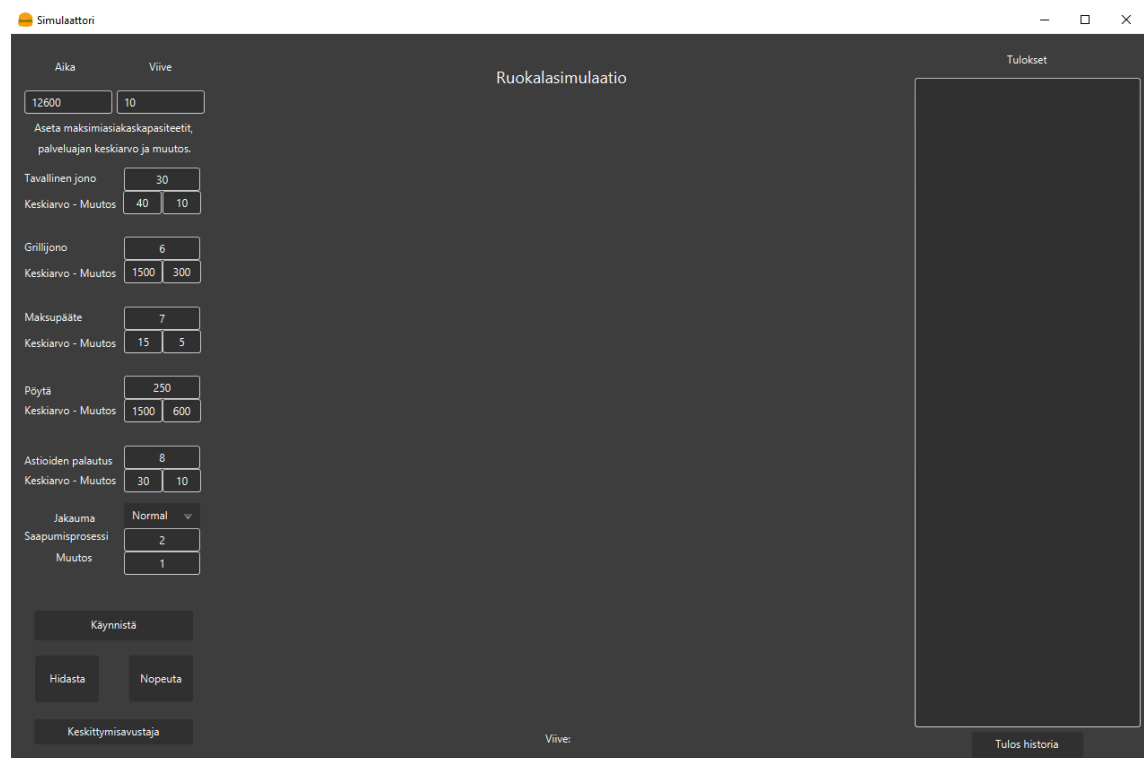 Simulaattori
Aika Viive
12600 10
Aseta maksimiasiakaskapasiteetit,
palveluajan keskiarvo ja muutos.
Tavallinen jono 30
Keskiarvo - Muutos 40 10
Grillijono 6
Keskiarvo - Muutos 1500 300
Maksupääte 7
Keskiarvo - Muutos 15 5
Pöytä 250
Keskiarvo - Muutos 1500 600
Astioiden palautus 8
Keskiarvo - Muutos 30 10
Jakauma Normal
Saapumisprosessi 2
Muutos 1
Käynnistä
Hidasta Nopeuta
Keskittymisavustaja
Ruokalasimulaatio
Viive:
Tulokset
Tulos historia